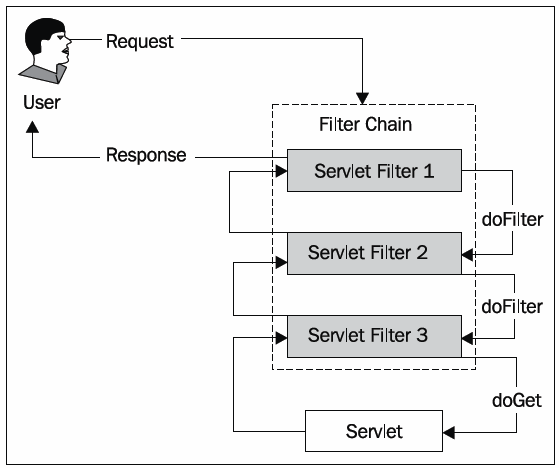 Request
User
Filter Chain
Response
Servlet Filter 1
doFilter
Servlet Filter 2
doFilter
Servlet Filter 3
doGet
Servlet